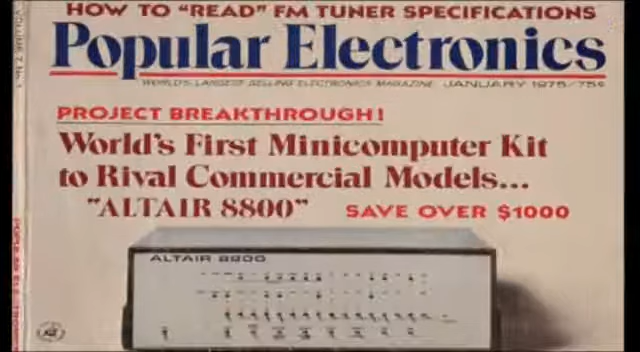 HOW TO “READ” FM TUNER SPECIFICATIONS
Popular Electronics
WORLD'S LARGEST-SELLING ELECTRONICS MAGAZINE JANUARY 1975/75¢
PROJECT BREAKTHROUGH!
World's First Minicomputer Kit
to Rival Commercial Models...
“ALTAIR 8800” SAVE OVER $1000
ALTAIR 8800